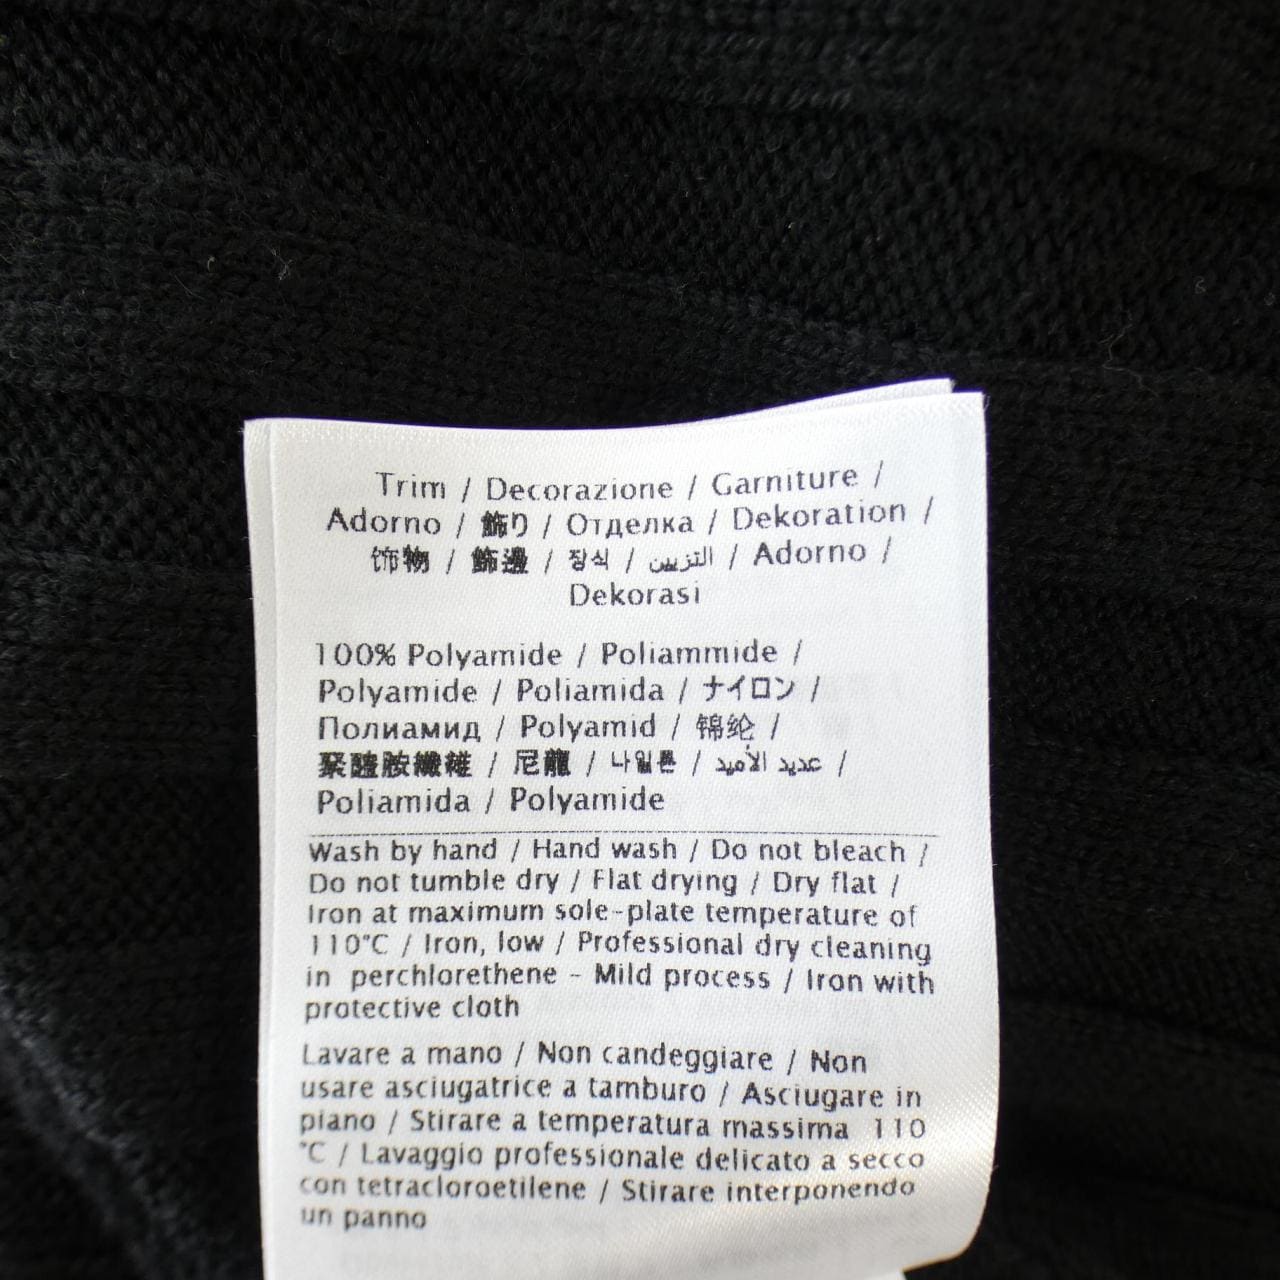 Trim / Decorazione / Garniture /
Adorno / 飾り / Отделка / Dekoration /
饰物 / 飾邊 / 장식 / التزيين / Adorno /
Dekorasi
100% Polyamide / Poliammide /
Polyamide / Poliamida / ナイロン /
Полиамид / Polyamid / 锦纶 /
聚醯胺纖維 / 尼龍 / 나일론 / عديد الأميد /
Poliamida / Polyamide
Wash by hand / Hand wash / Do not bleach /
Do not tumble dry / Flat drying / Dry flat /
Iron at maximum sole-plate temperature of
110°C / Iron, low / Professional dry cleaning
in perchlorethene - Mild process / Iron with
protective cloth
Lavare a mano / Non candeggiare / Non
usare asciugatrice a tamburo / Asciugare in
piano / Stirare a temperatura massima 110
°C / Lavaggio professionale delicato a secco
con tetracloroetilene / Stirare interponendo
un panno